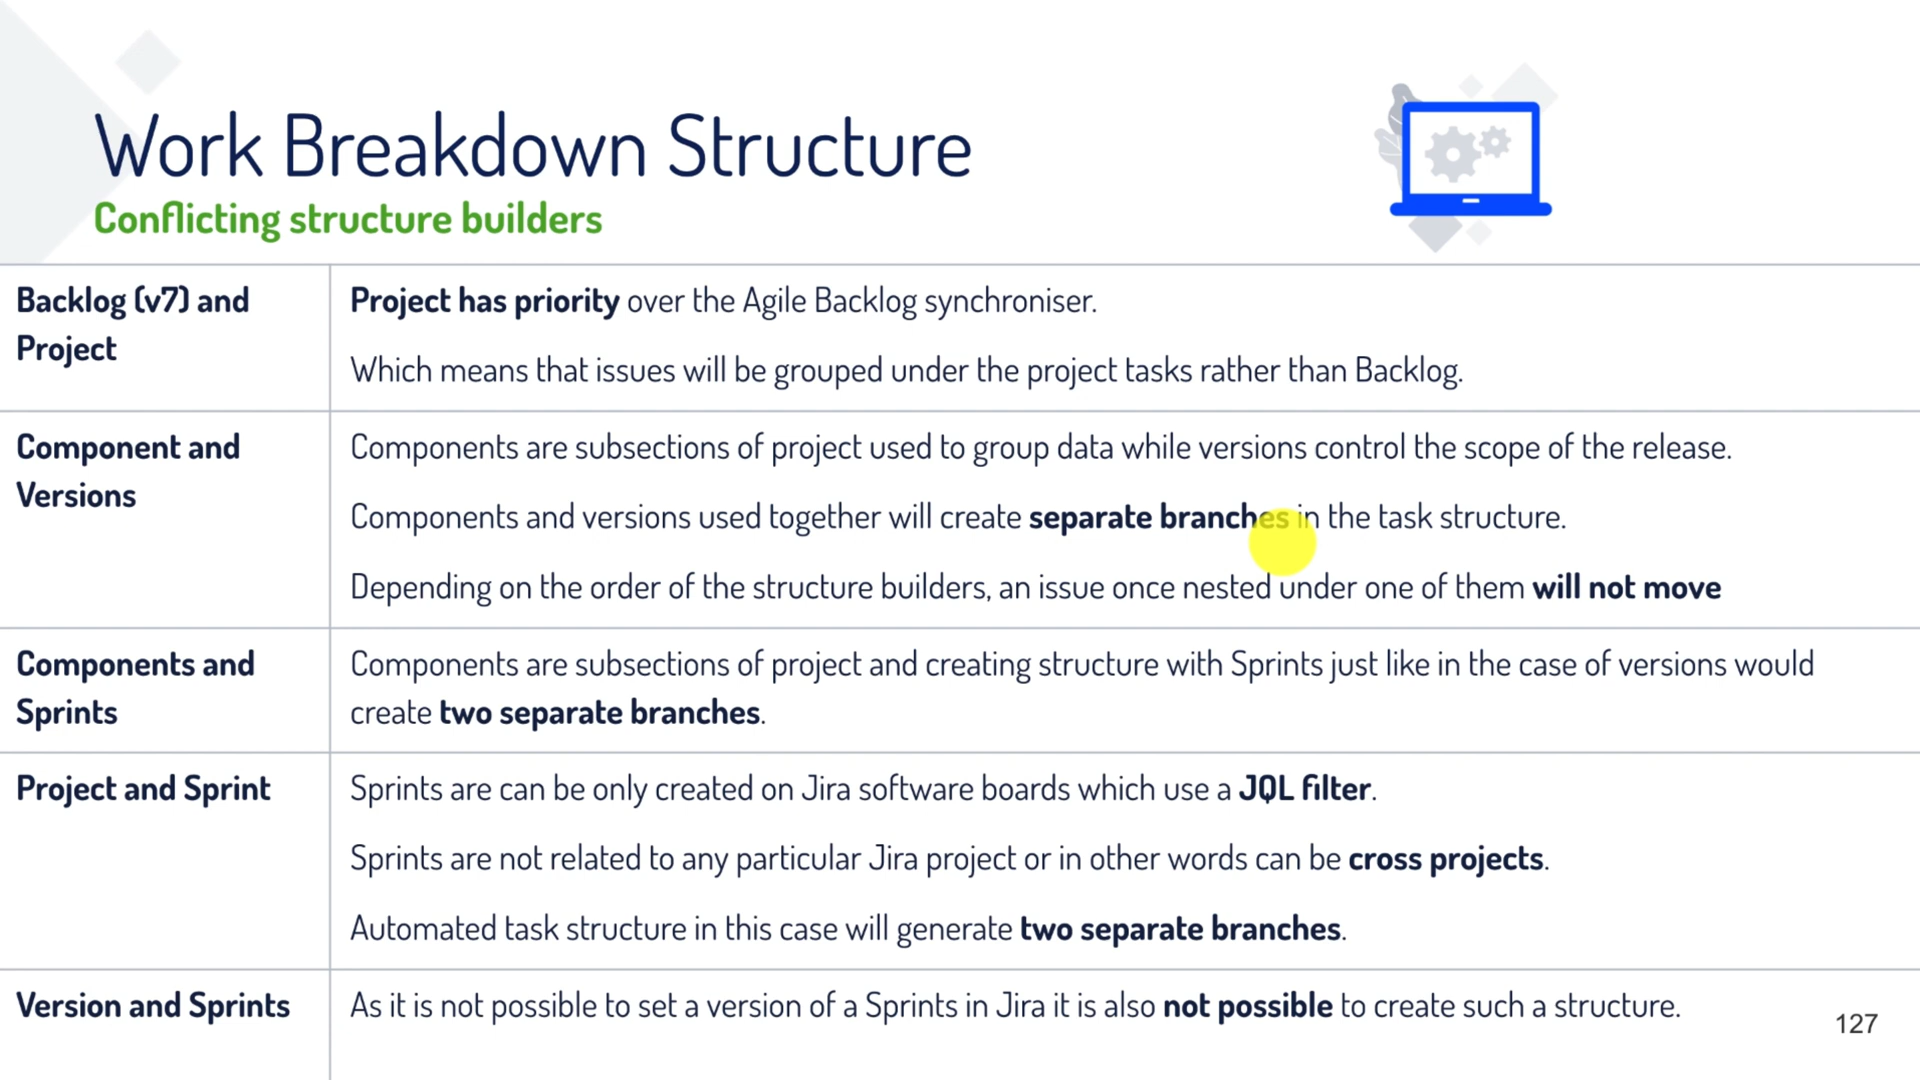 Work Breakdown Structure
Conflicting structure builders
Backlog (v7) and
Project
Project has priority over the Agile Backlog synchroniser.
Which means that issues will be grouped under the project tasks rather than Backlog.
Component and
Versions
Components are subsections of project used to group data while versions control the scope of the release.
Components and versions used together will create separate branches in the task structure.
Depending on the order of the structure builders, an issue once nested under one of them will not move
Components and
Sprints
Components are subsections of project and creating structure with Sprints just like in the case of versions would
create two separate branches.
Project and Sprint
Sprints are can be only created on Jira software boards which use a JQL filter.
Sprints are not related to any particular Jira project or in other words can be cross projects.
Automated task structure in this case will generate two separate branches.
Version and Sprints
As it is not possible to set a version of a Sprints in Jira it is also not possible to create such a structure.
127